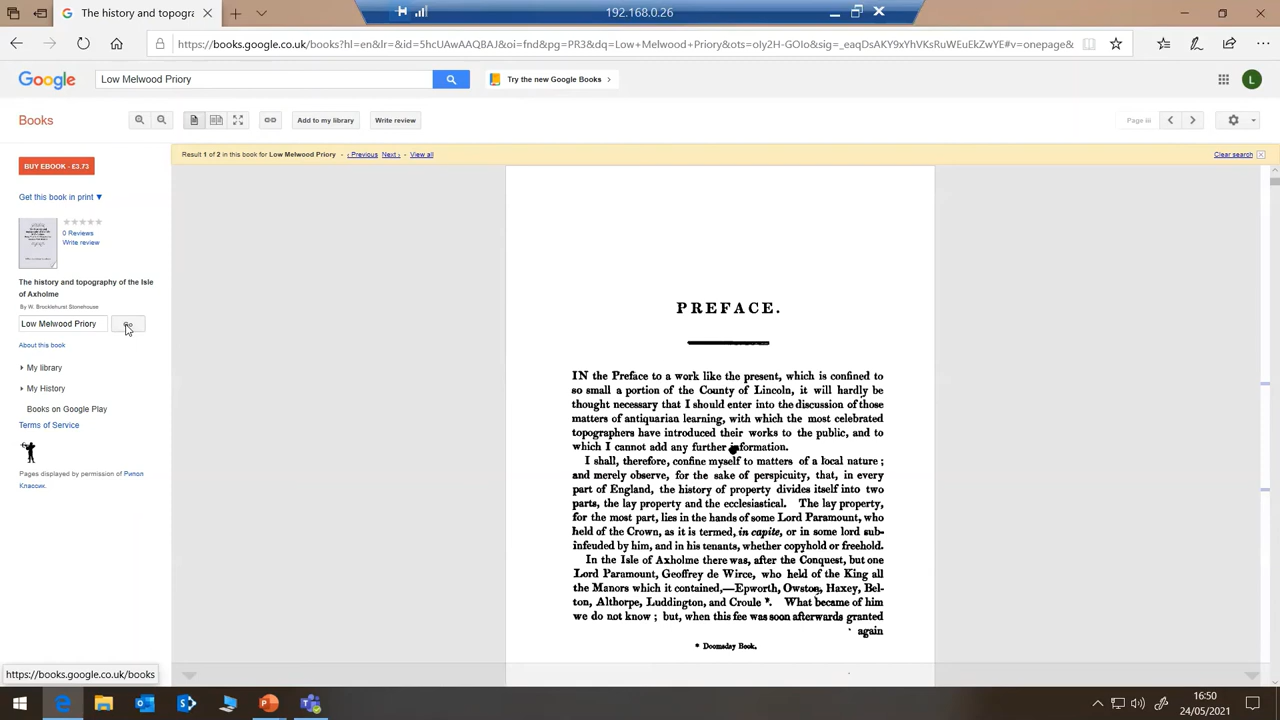 The history and topograp
192.168.0.26
https://books.google.co.uk/books?hl=en&lr=&id=5hcUAwAAQBAJ&oi=fnd&pg=PR3&dq=Low+Melwood+Priory&ots=oIy2H-GOIo&sig=_eaqDsAKY9xYhVKsRuWEuEkZwYE#v=onepage&
Google
Low Melwood Priory
Try the new Google Books
L
Books
Add to my library
Write review
Page iii
Result 1 of 2 in this book for Low Melwood Priory - ‹ Previous Next › - View all
Clear search
BUY EBOOK - £3.73
Get this book in print ▼
0 Reviews
Write review
The history and topography of the Isle
of Axholme
By W. Brocklehurst Stonehouse
Low Melwood Priory
Go
About this book
My library
My History
Books on Google Play
Terms of Service
Pages displayed by permission of Рипол
Классик.
PREFACE.
IN the Preface to a work like the present, which is confined to
so small a portion of the County of Lincoln, it will hardly be
thought necessary that I should enter into the discussion of those
matters of antiquarian learning, with which the most celebrated
topographers have introduced their works to the public, and to
which I cannot add any further information.
I shall, therefore, confine myself to matters of a local nature ;
and merely observe, for the sake of perspicuity, that, in every
part of England, the history of property divides itself into two
parts, the lay property and the ecclesiastical. The lay property,
for the most part, lies in the hands of some Lord Paramount, who
held of the Crown, as it is termed, in capite, or in some lord sub-
infeuded by him, and in his tenants, whether copyhold or freehold.
In the Isle of Axholme there was, after the Conquest, but one
Lord Paramount, Geoffrey de Wirce, who held of the King all
the Manors which it contained,—Epworth, Owston, Haxey, Bel-
ton, Althorpe, Luddington, and Croule *. What became of him
we do not know ; but, when this fee was soon afterwards granted
again
* Doomsday Book.
https://books.google.co.uk/books
16:50
24/05/2021